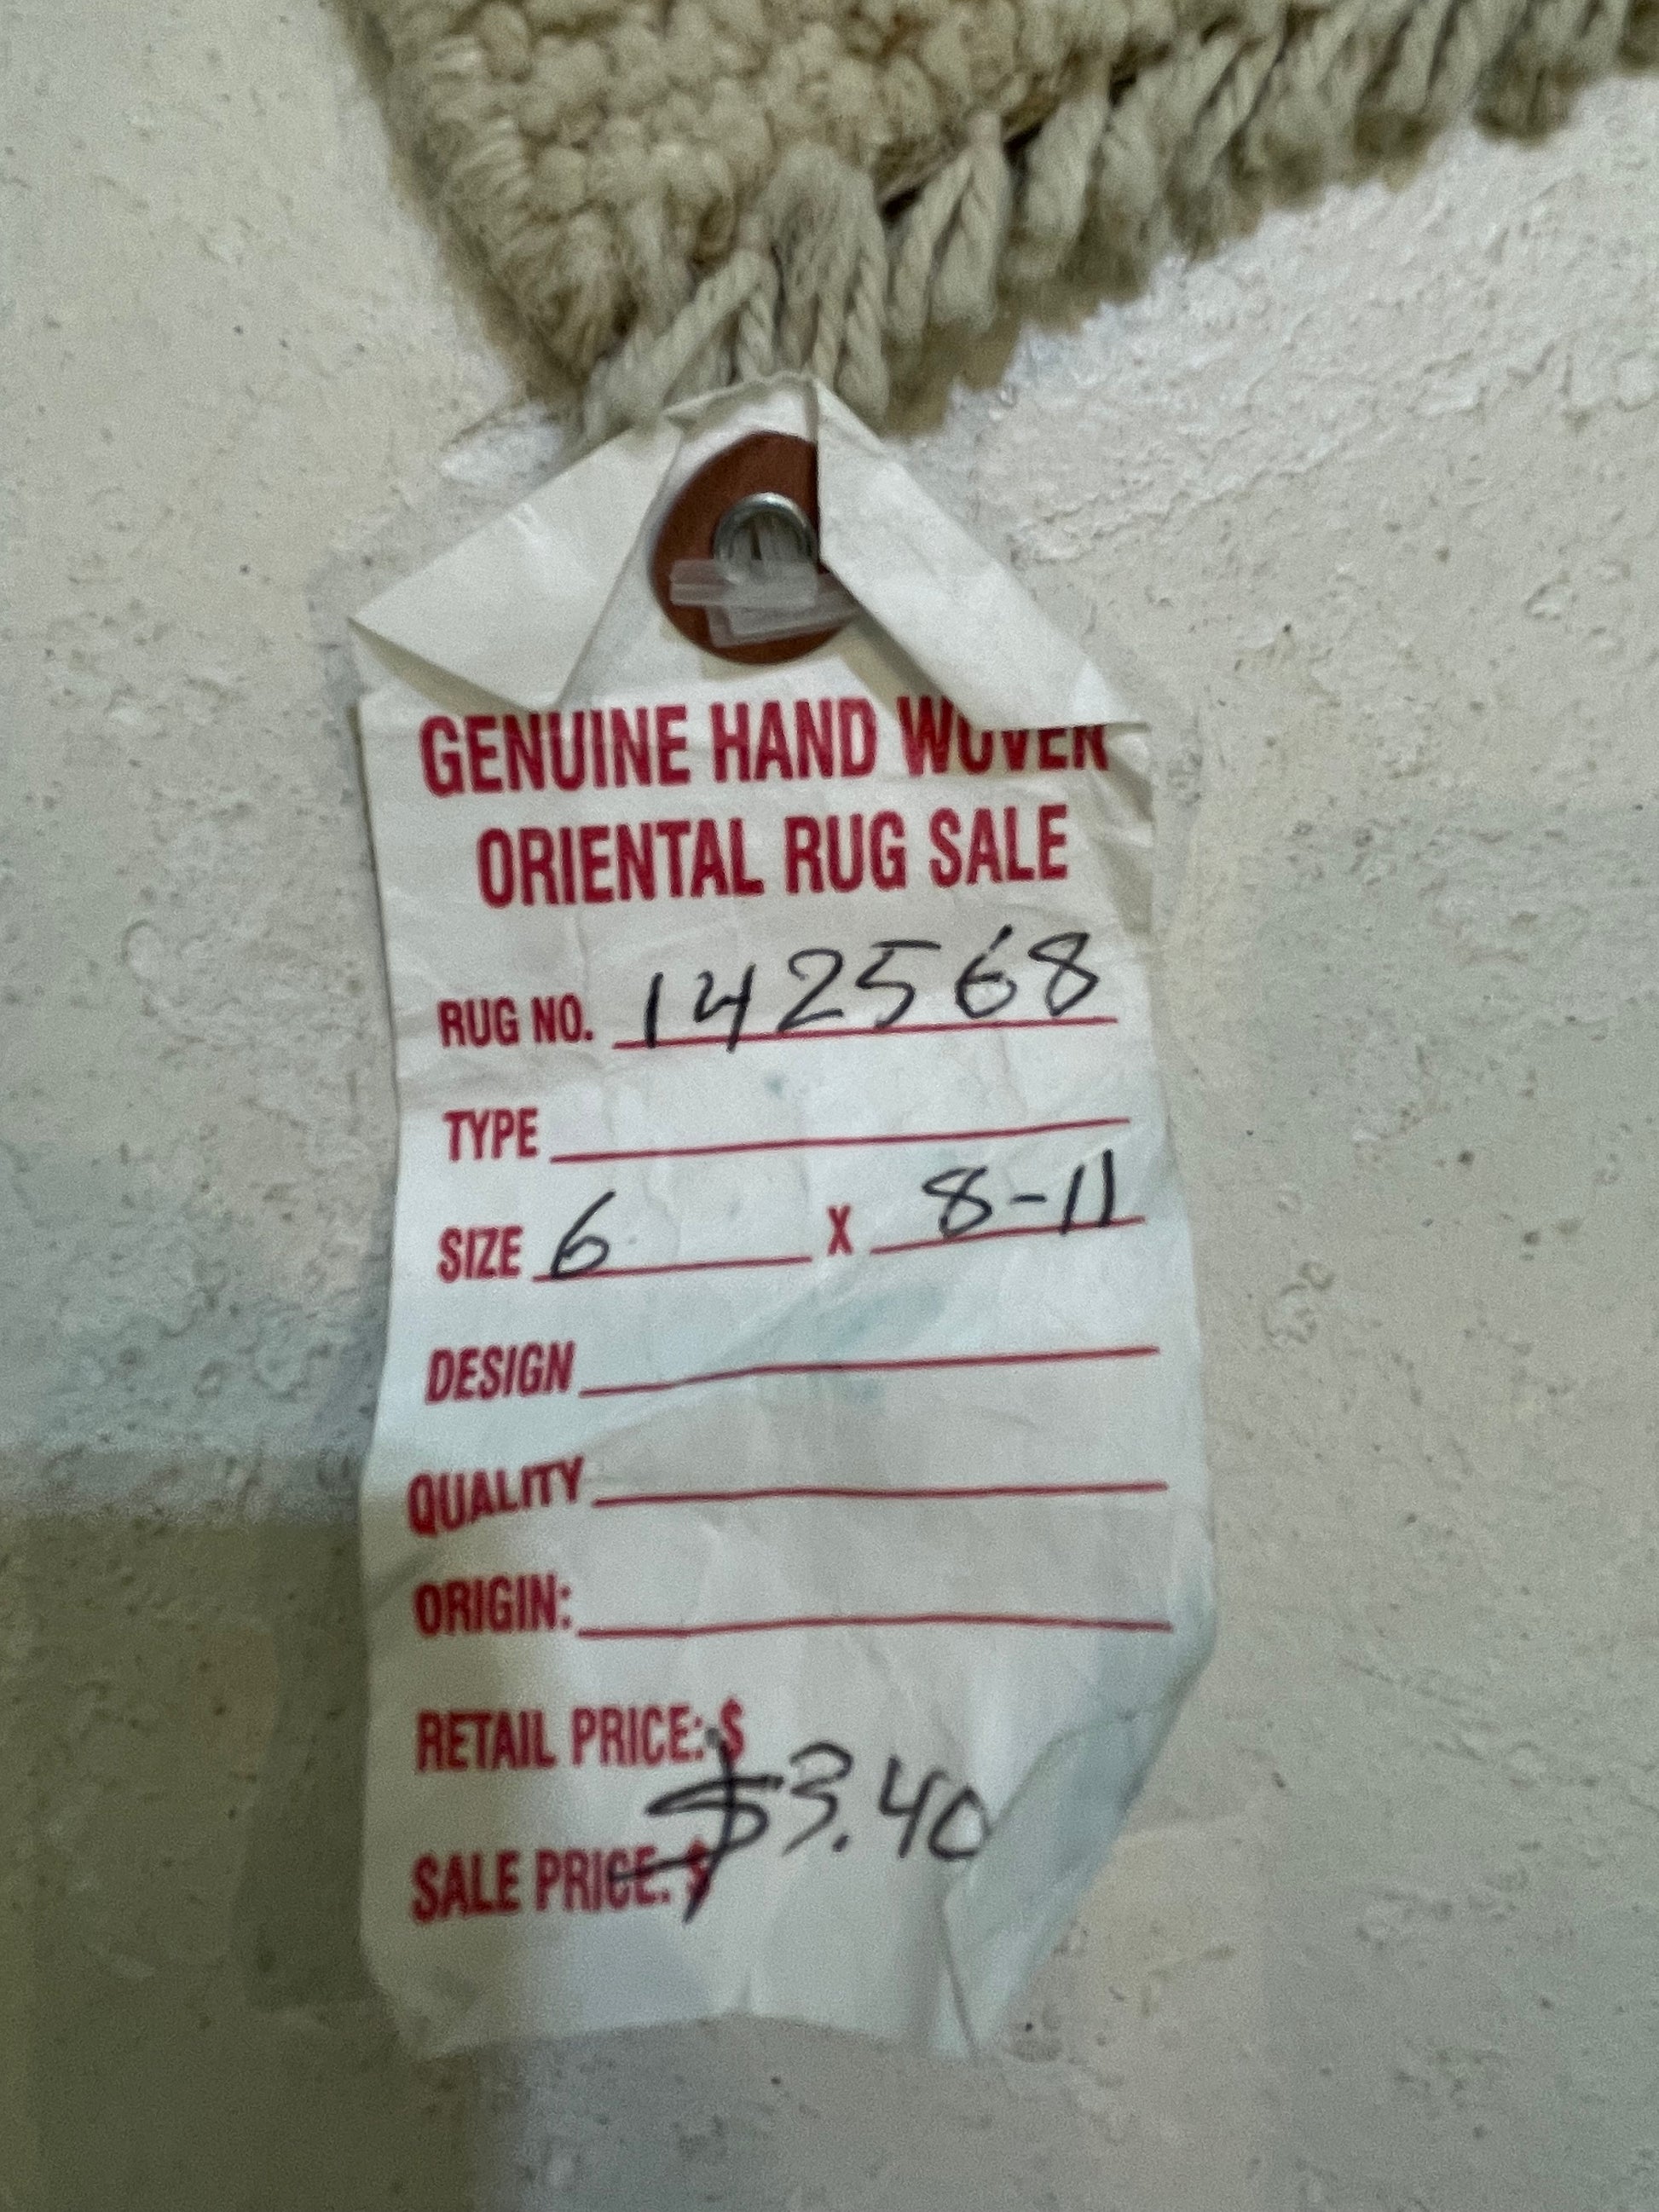 GENUINE HAND WOVEN
ORIENTAL RUG SALE
RUG NO. 142568
TYPE
SIZE 6 X 8-11
DESIGN
QUALITY
ORIGIN:
RETAIL PRICE: $
$3.40
SALE PRICE: $